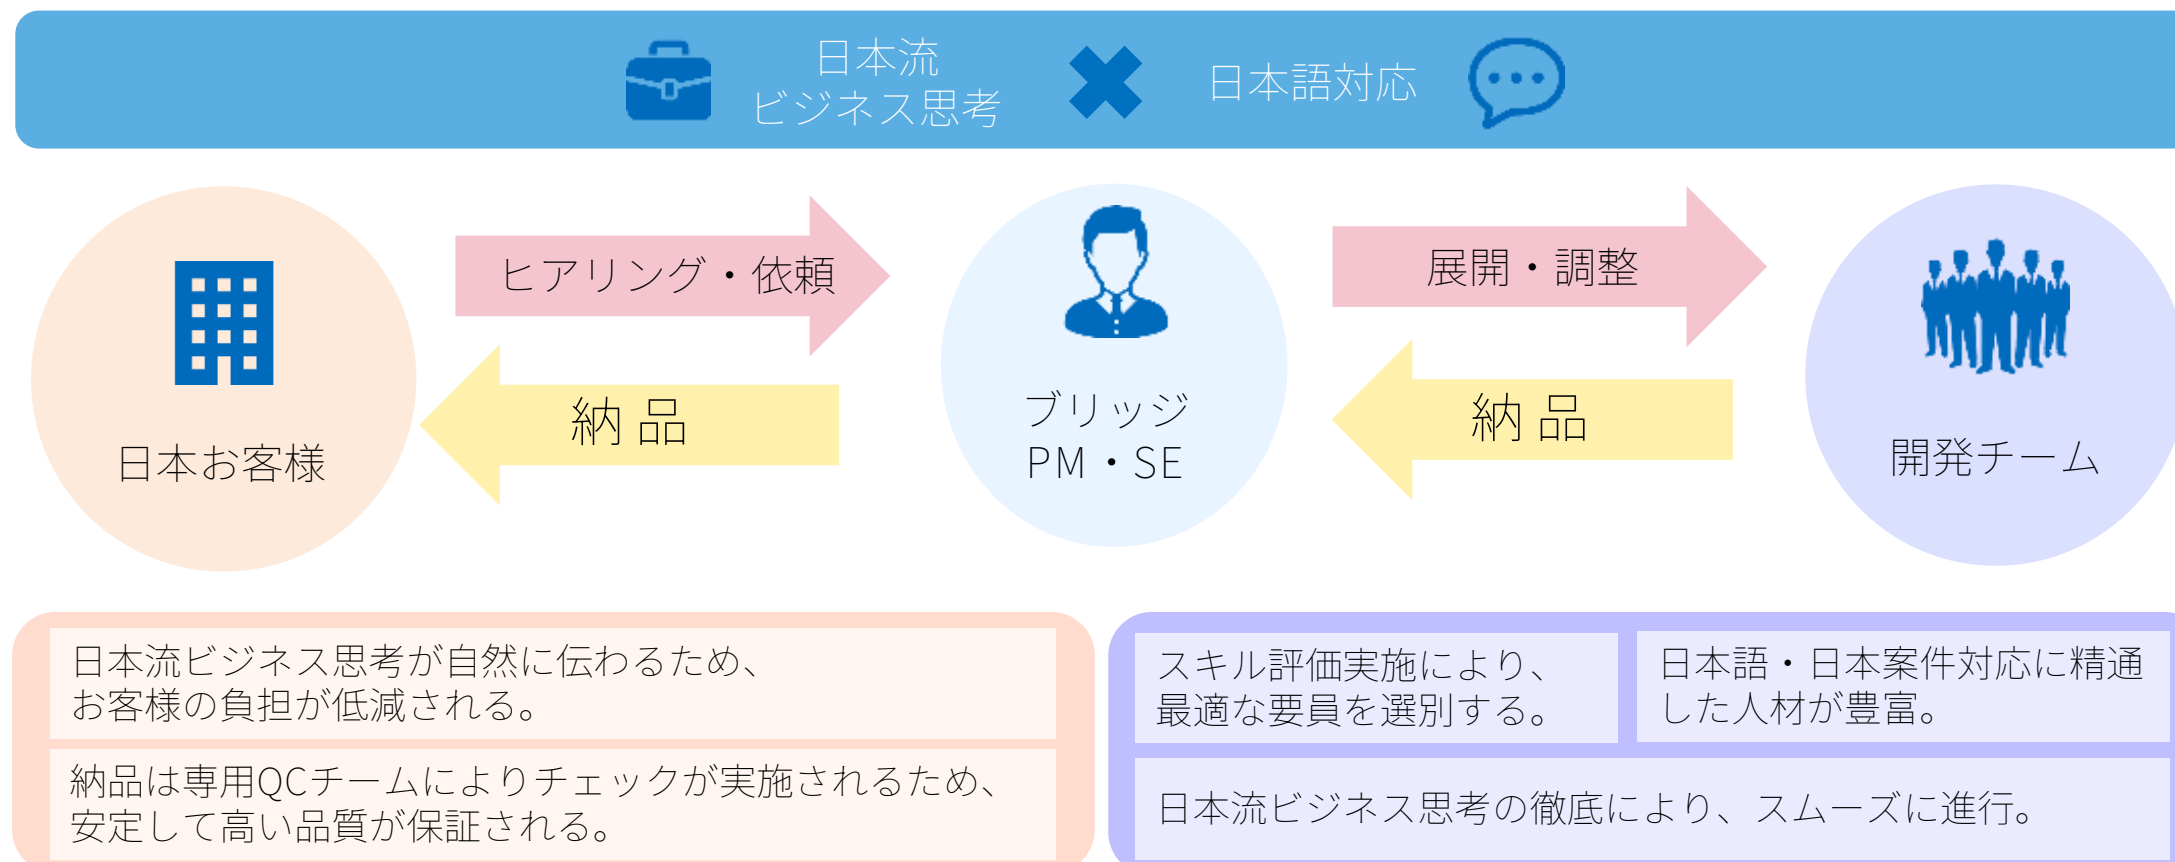 日本流
ビジネス思考
日本語対応
ヒアリング・依頼
展開・調整
納 品
納 品
日本お客様
ブリッジ
PM・SE
開発チーム
日本流ビジネス思考が自然に伝わるため、
お客様の負担が低減される。
納品は専用QCチームによりチェックが実施されるため、
安定して高い品質が保証される。
スキル評価実施により、
最適な要員を選別する。
日本語・日本案件対応に精通
した人材が豊富。
日本流ビジネス思考の徹底により、スムーズに進行。